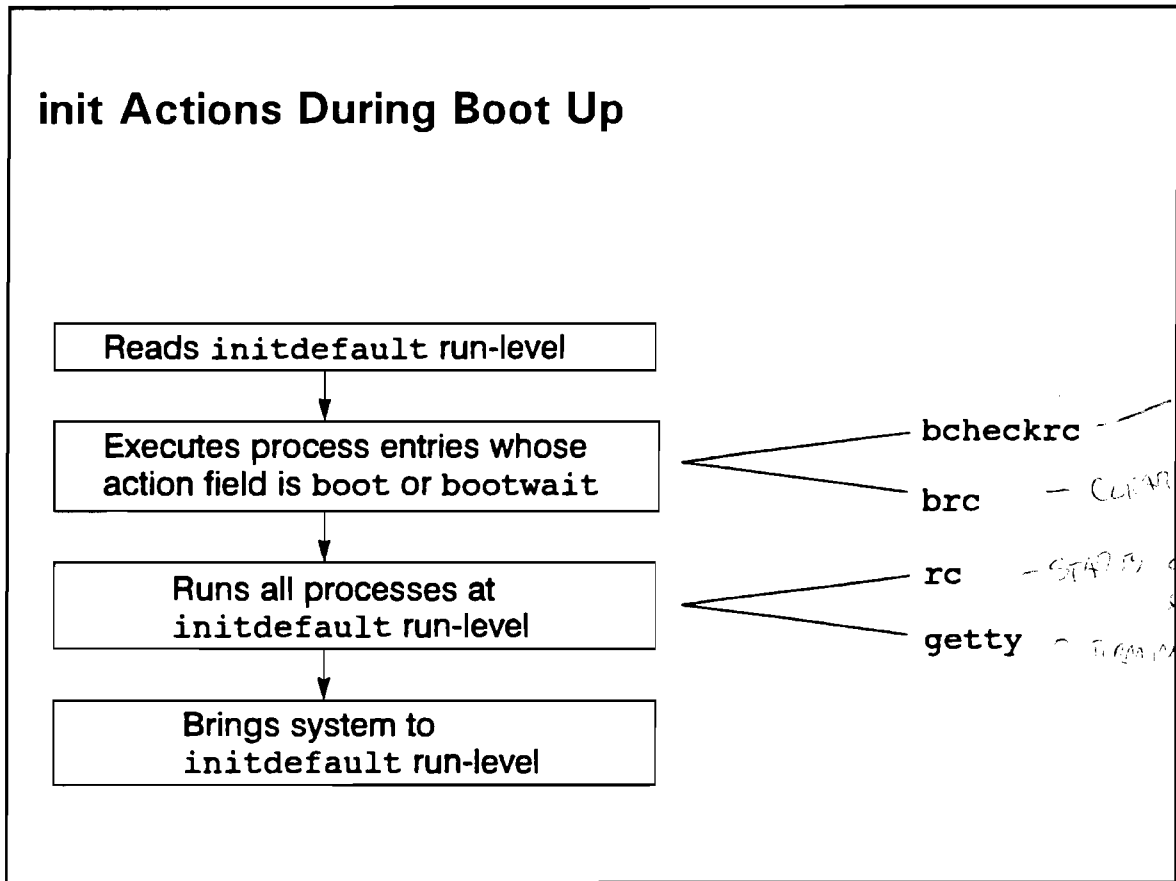 init Actions During Boot Up
Reads initdefault run-level
Executes process entries whose
action field is boot or bootwait
bcheckrc -
brc - CLEAR
Runs all processes at
initdefault run-level
rc -
getty -
Brings system to
initdefault run-level